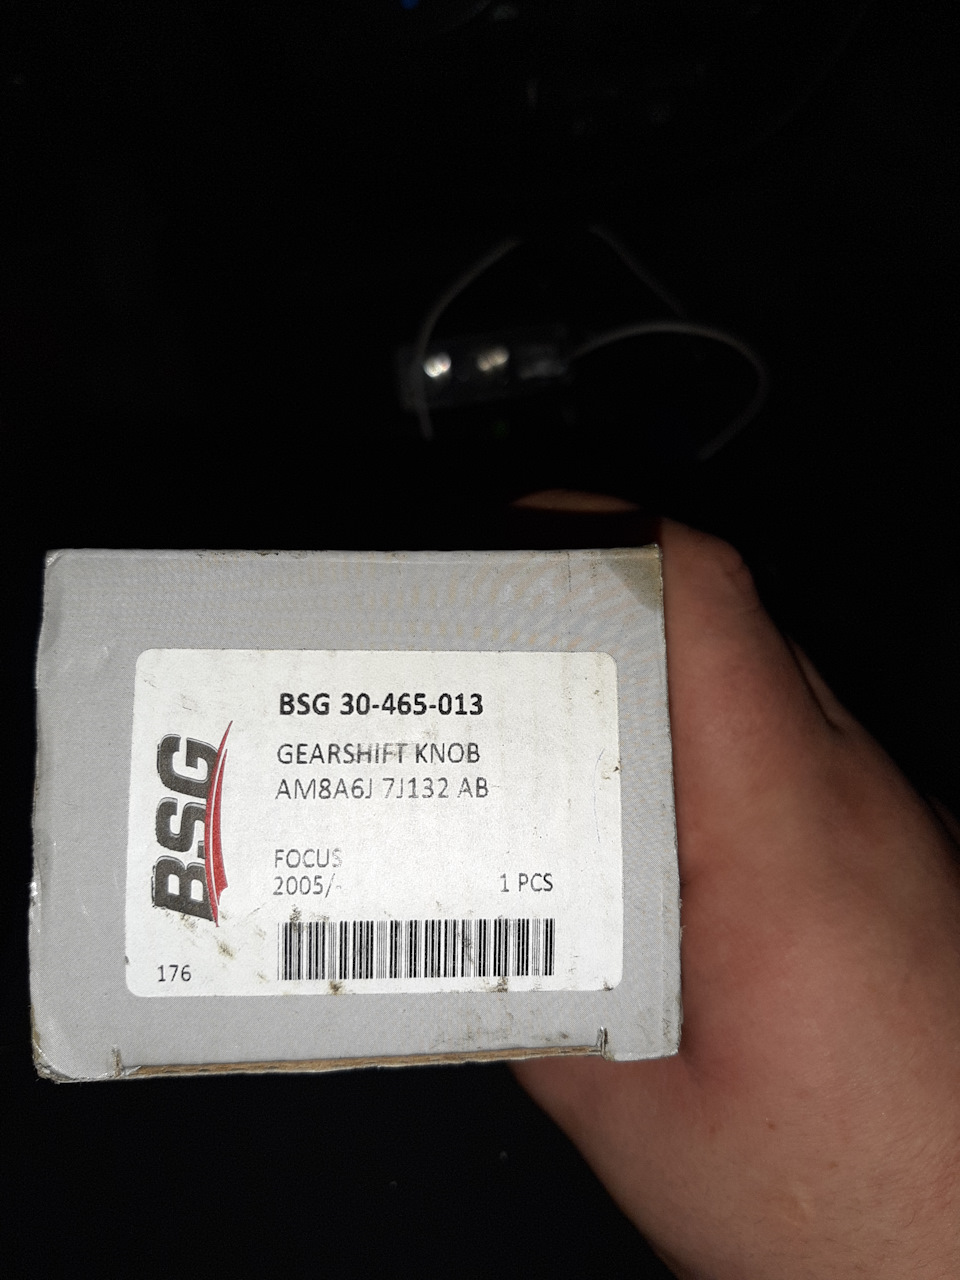 BSG
BSG 30-465-013
GEARSHIFT KNOB
AM8A6J 7J132 AB
FOCUS
2005/-
1 PCS
176